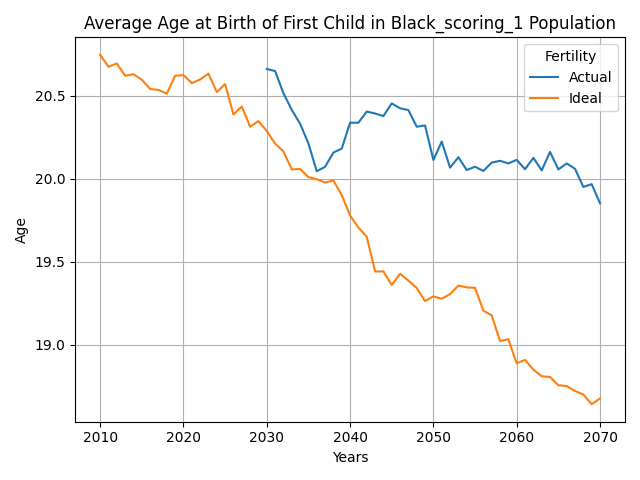 Average Age at Birth of First Child in Black_scoring_1 Population
Fertility
Actual
Ideal
Age
20.5
20.0
19.5
19.0
2010 2020 2030 2040 2050 2060 2070
Years